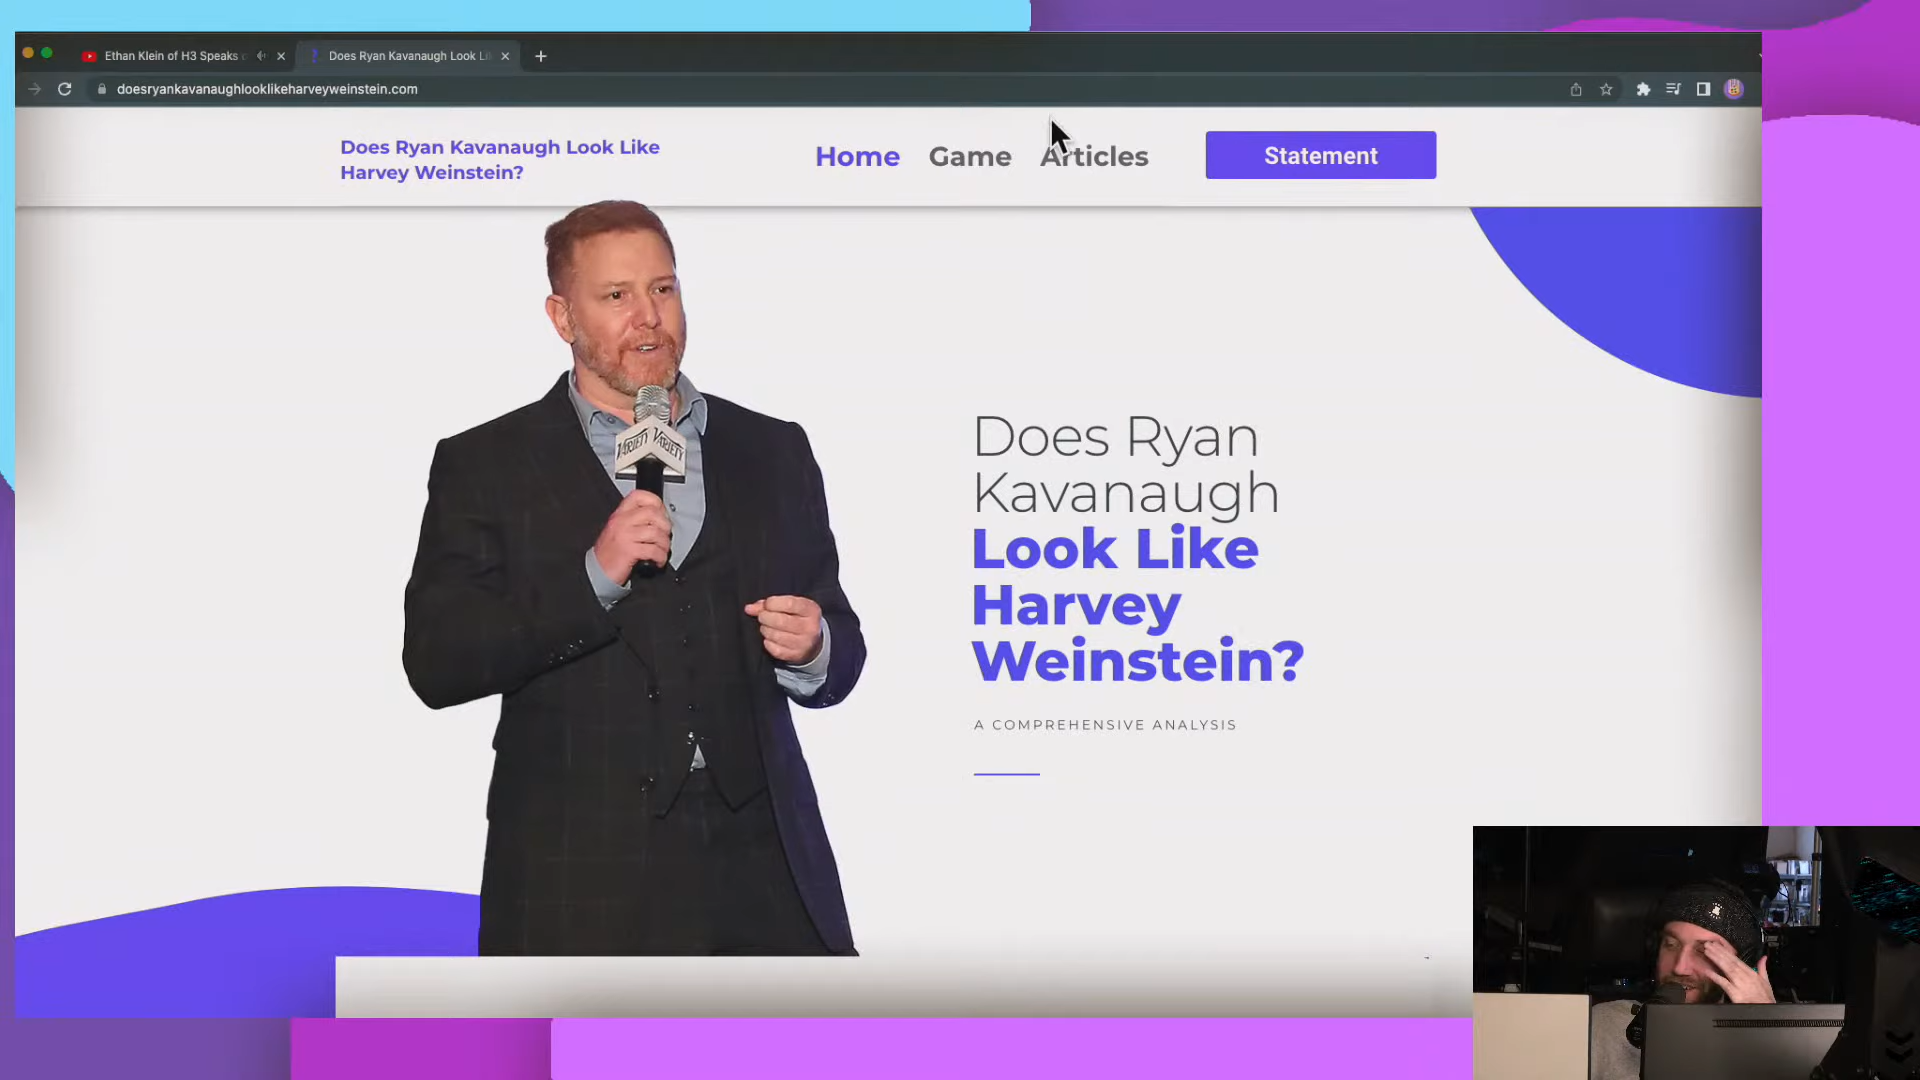 Ethan Klein of H3 Speaks
Does Ryan Kavanaugh Look Li
doesryankavanaughlooklikeharveyweinstein.com
Does Ryan Kavanaugh Look Like
Harvey Weinstein?
Home
Game
Articles
Statement
VARIETY VARIETY
Does Ryan
Kavanaugh
Look Like
Harvey
Weinstein?
A COMPREHENSIVE ANALYSIS